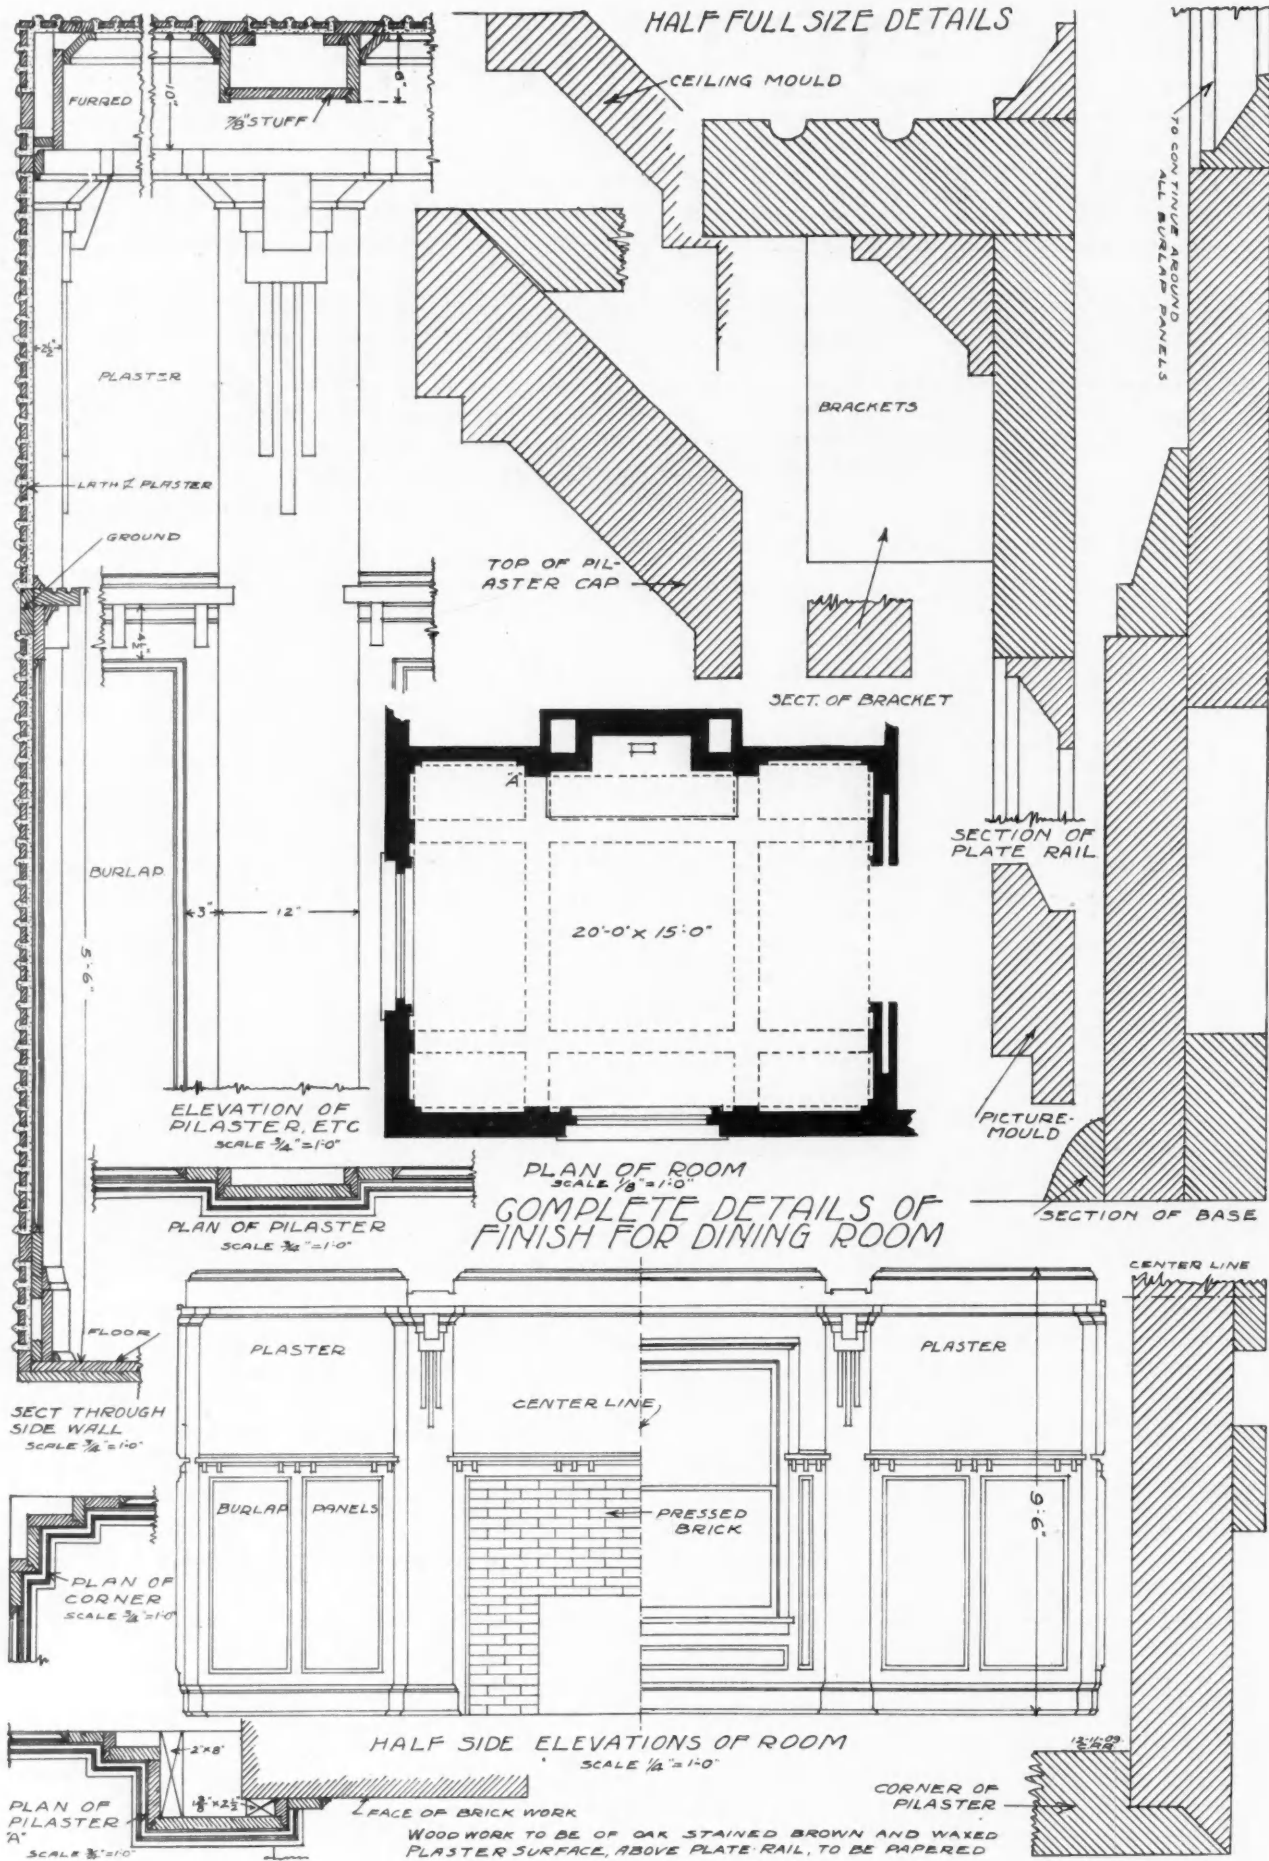 HALF FULL SIZE DETAILS
CEILING MOULD
FURRED
10"
7/8" STUFF
6"
TO CONTINUE AROUND
ALL BURLAP PANELS
2½"
PLASTER
BRACKETS
LATH & PLASTER
GROUND
TOP OF PIL-
ASTER CAP
4½"
SECT. OF BRACKET
"A"
SECTION OF
PLATE RAIL
BURLAP
3"
12"
20'-0" x 15'-0"
5'-6"
ELEVATION OF
PILASTER, ETC
SCALE 3/4" = 1'-0"
PICTURE-
MOULD
PLAN OF ROOM
SCALE 1/8" = 1'-0"
PLAN OF PILASTER
SCALE 3/4" = 1'-0"
COMPLETE DETAILS OF
FINISH FOR DINING ROOM
SECTION OF BASE
CENTER LINE
FLOOR
PLASTER
PLASTER
SECT THROUGH
SIDE WALL
SCALE 3/4" = 1'-0"
CENTER LINE
BURLAP PANELS
PRESSED
BRICK
9'-6"
PLAN OF
CORNER
SCALE 3/4" = 1'-0"
HALF SIDE ELEVATIONS OF ROOM
SCALE 1/4" = 1'-0"
12-11-09
2" x 8"
1⅜" x 2½"
PLAN OF
PILASTER
"A"
SCALE 3/4" = 1'-0"
FACE OF BRICK WORK
CORNER OF
PILASTER
WOOD WORK TO BE OF OAK STAINED BROWN AND WAXED
PLASTER SURFACE, ABOVE PLATE-RAIL, TO BE PAPERED